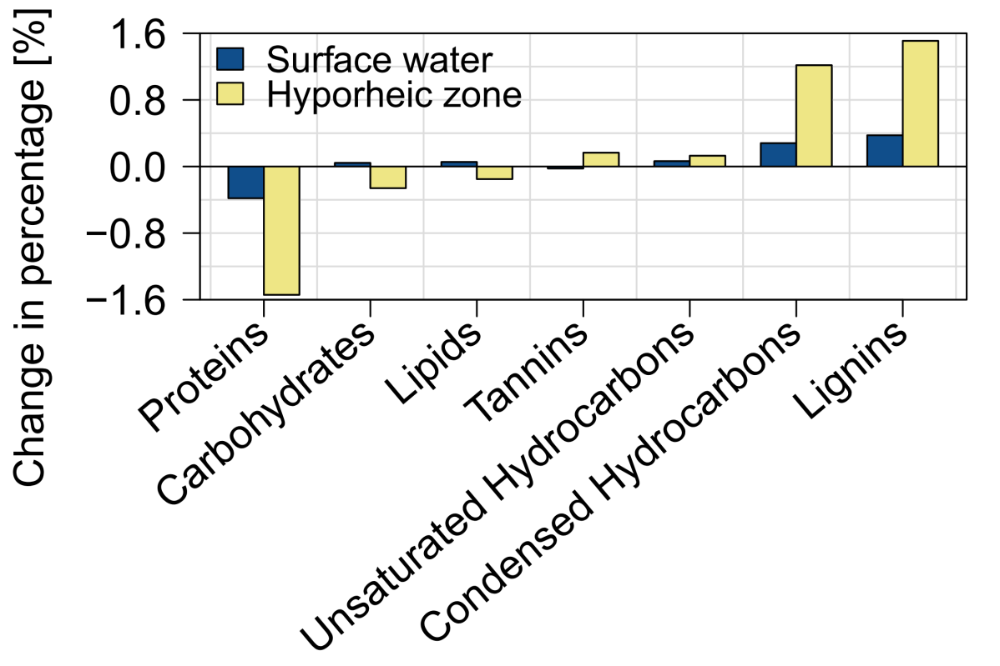 Change in percentage [%]
1.6
0.8
0.0
−0.8
−1.6
Surface water
Hyporheic zone
Proteins
Carbohydrates
Lipids
Tannins
Unsaturated Hydrocarbons
Condensed Hydrocarbons
Lignins